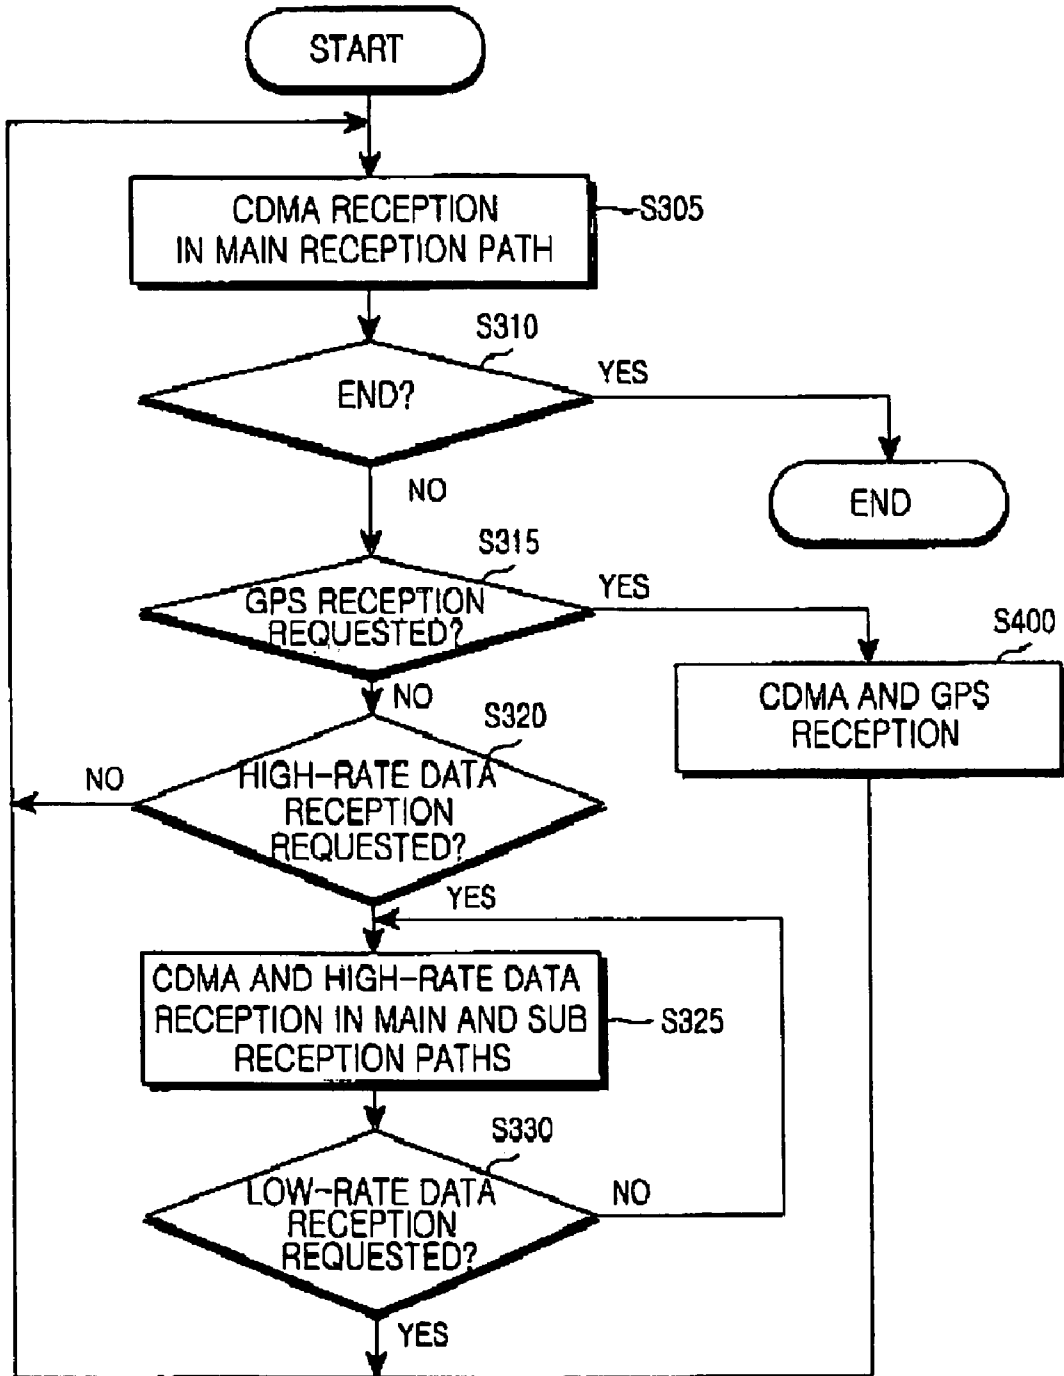 START
CDMA RECEPTION
IN MAIN RECEPTION PATH
S305
S310
END?
YES
NO
END
S315
GPS RECEPTION
REQUESTED?
YES
NO
S400
CDMA AND GPS
RECEPTION
S320
HIGH-RATE DATA
RECEPTION
REQUESTED?
NO
YES
CDMA AND HIGH-RATE DATA
RECEPTION IN MAIN AND SUB
RECEPTION PATHS
S325
S330
LOW-RATE DATA
RECEPTION
REQUESTED?
NO
YES